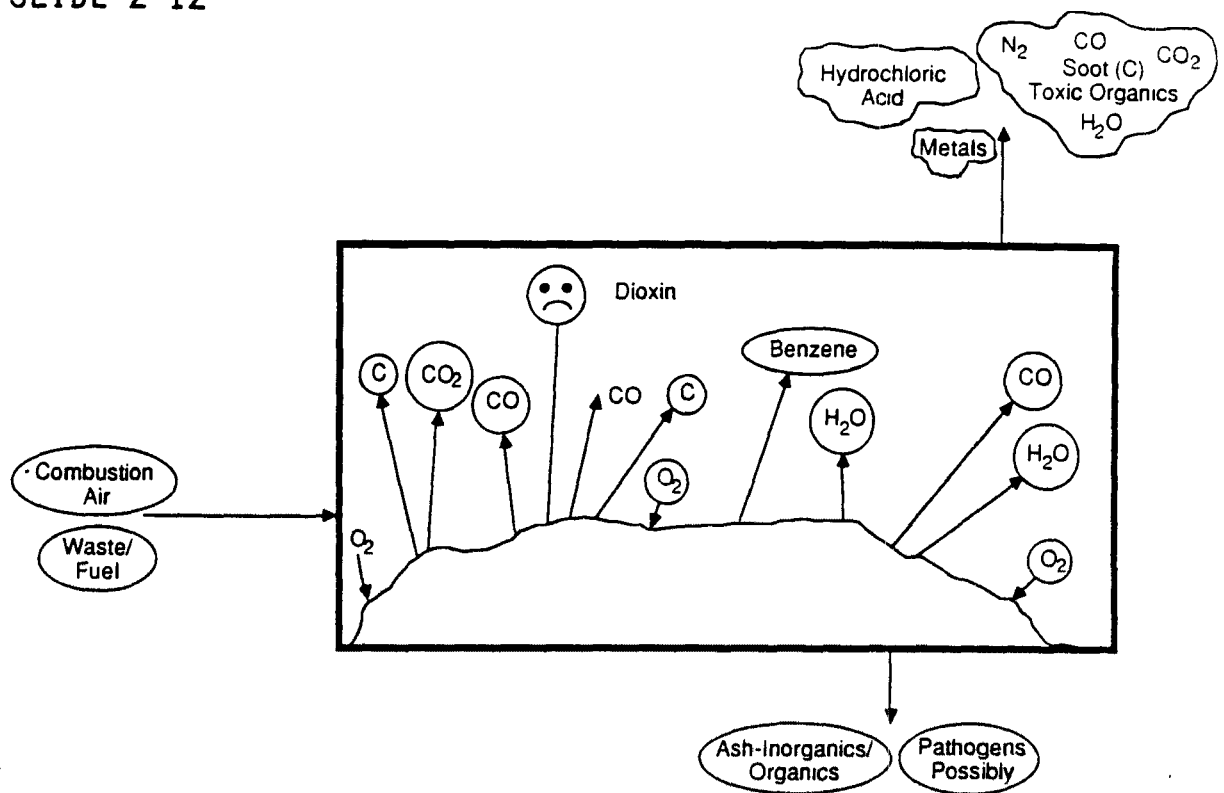 SLIDE 2-12
N₂
CO
CO₂
Soot (C)
Toxic Organics
H₂O
Hydrochloric
Acid
Metals
Dioxin
Benzene
C
CO₂
CO
CO
C
H₂O
CO
H₂O
O₂
O₂
O₂
Combustion
Air
Waste/
Fuel
Ash-Inorganics/
Organics
Pathogens
Possibly